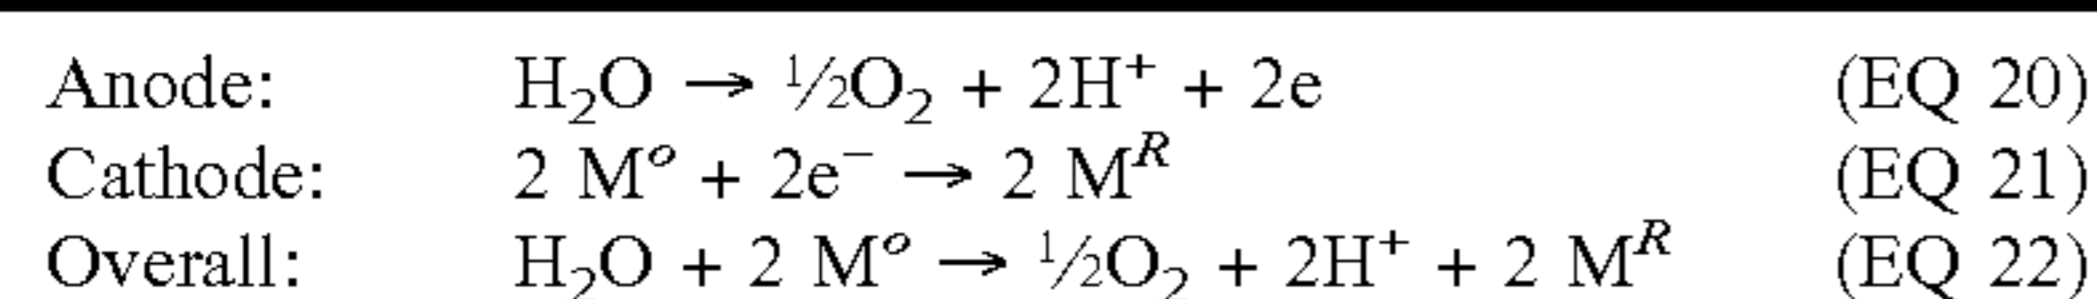 Anode: H₂O → ½O₂ + 2H⁺ + 2e (EQ 20)
Cathode: 2 Mᵒ + 2e⁻ → 2 Mᴿ (EQ 21)
Overall: H₂O + 2 Mᵒ → ½O₂ + 2H⁺ + 2 Mᴿ (EQ 22)